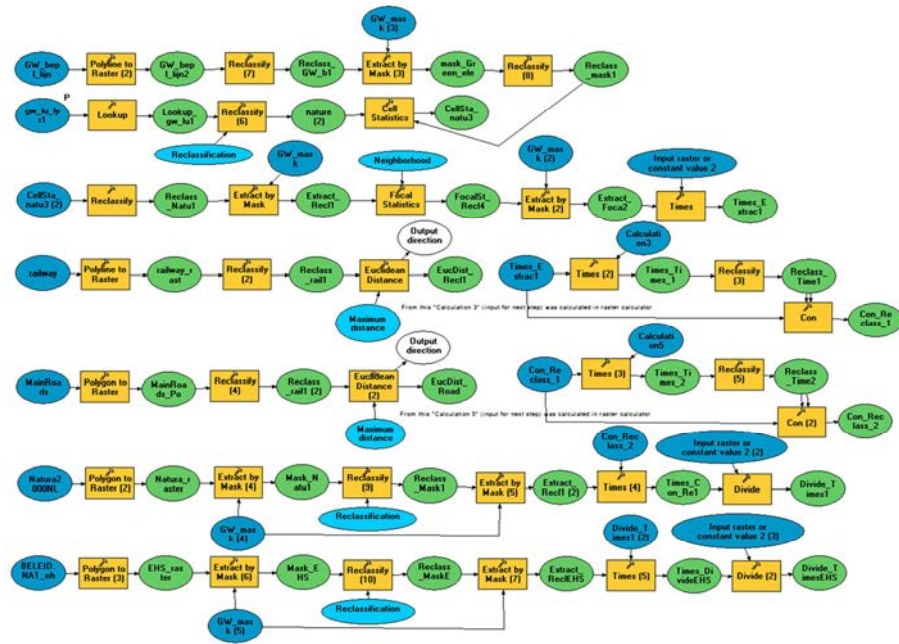 GW_mas
k (3)
GW_bep
l_lijn
Polyline to
Raster (2)
GW_bep
l_lijn2
Reclassify
(7)
Reclass_
GW_b1
Extract by
Mask (3)
mask_Gr
een_ele
Reclassify
(8)
Reclass
_mask1
P
gw_lu_ly
r1
Lookup
Lookup_
gw_lu1
Reclassify
(6)
nature
(2)
Cell
Statistics
CellSta_
natu3
Reclassification
GW_mas
k
Neighborhood
GW_mas
k (2)
Input raster or
constant value 2
CellSta_
natu3 (2)
Reclassify
Reclass
_Natu1
Extract by
Mask
Extract_
Recl1
Focal
Statistics
FocalSt_
Recl4
Extract by
Mask (2)
Extract_
Foca2
Times
Times_E
xtrac1
Output
direction
Calculati
on3
railway
Polyline to
Raster
railway_r
ast
Reclassify
(2)
Reclass
_rail1
Euclidean
Distance
EucDist
_Recl1
Times_E
xtrac1
Times (2)
Times_Ti
mes_1
Reclassify
(3)
Reclass_
Time1
From this "Calculation 3" (input for next step) was calculated in raster calculator
Maximum
distance
Con
Con_Re
class_1
Output
direction
Calculati
on5
MainRoa
ds
Polygon to
Raster
MainRoa
ds_Po
Reclassify
(4)
Reclass
_rail1 (2)
Euclidean
Distance
(2)
EucDist_
Road
Con_Rec
lass_1
Times (3)
Times_Ti
mes_2
Reclassify
(5)
Reclass
_Time2
From this "Calculation 5" (input for next step) was calculated in raster calculator
Maximum
distance
Con (2)
Con_Rec
lass_2
Con_Rec
lass_2
Input raster or
constant value 2 (2)
Natura2
000NL
Polygon to
Raster (2)
Natura_r
aster
Extract by
Mask (4)
Mask_N
atu1
Reclassify
(9)
Reclass
_Mask1
Extract by
Mask (5)
Extract_
Recl1 (2)
Times (4)
Times_C
on_Re1
Divide
Divide_T
imes1
GW_mas
k (4)
Reclassification
Divide_T
imes1 (2)
Input raster or
constant value 2 (3)
BELEID_
NAT_eh
Polygon to
Raster (3)
EHS_ras
ter
Extract by
Mask (6)
Mask_E
HS
Reclassify
(10)
Reclass
_MaskE
Extract by
Mask (7)
Extract_
ReclEHS
Times (5)
Times_Di
videEHS
Divide (2)
Divide_T
imesEHS
GW_mas
k (5)
Reclassification